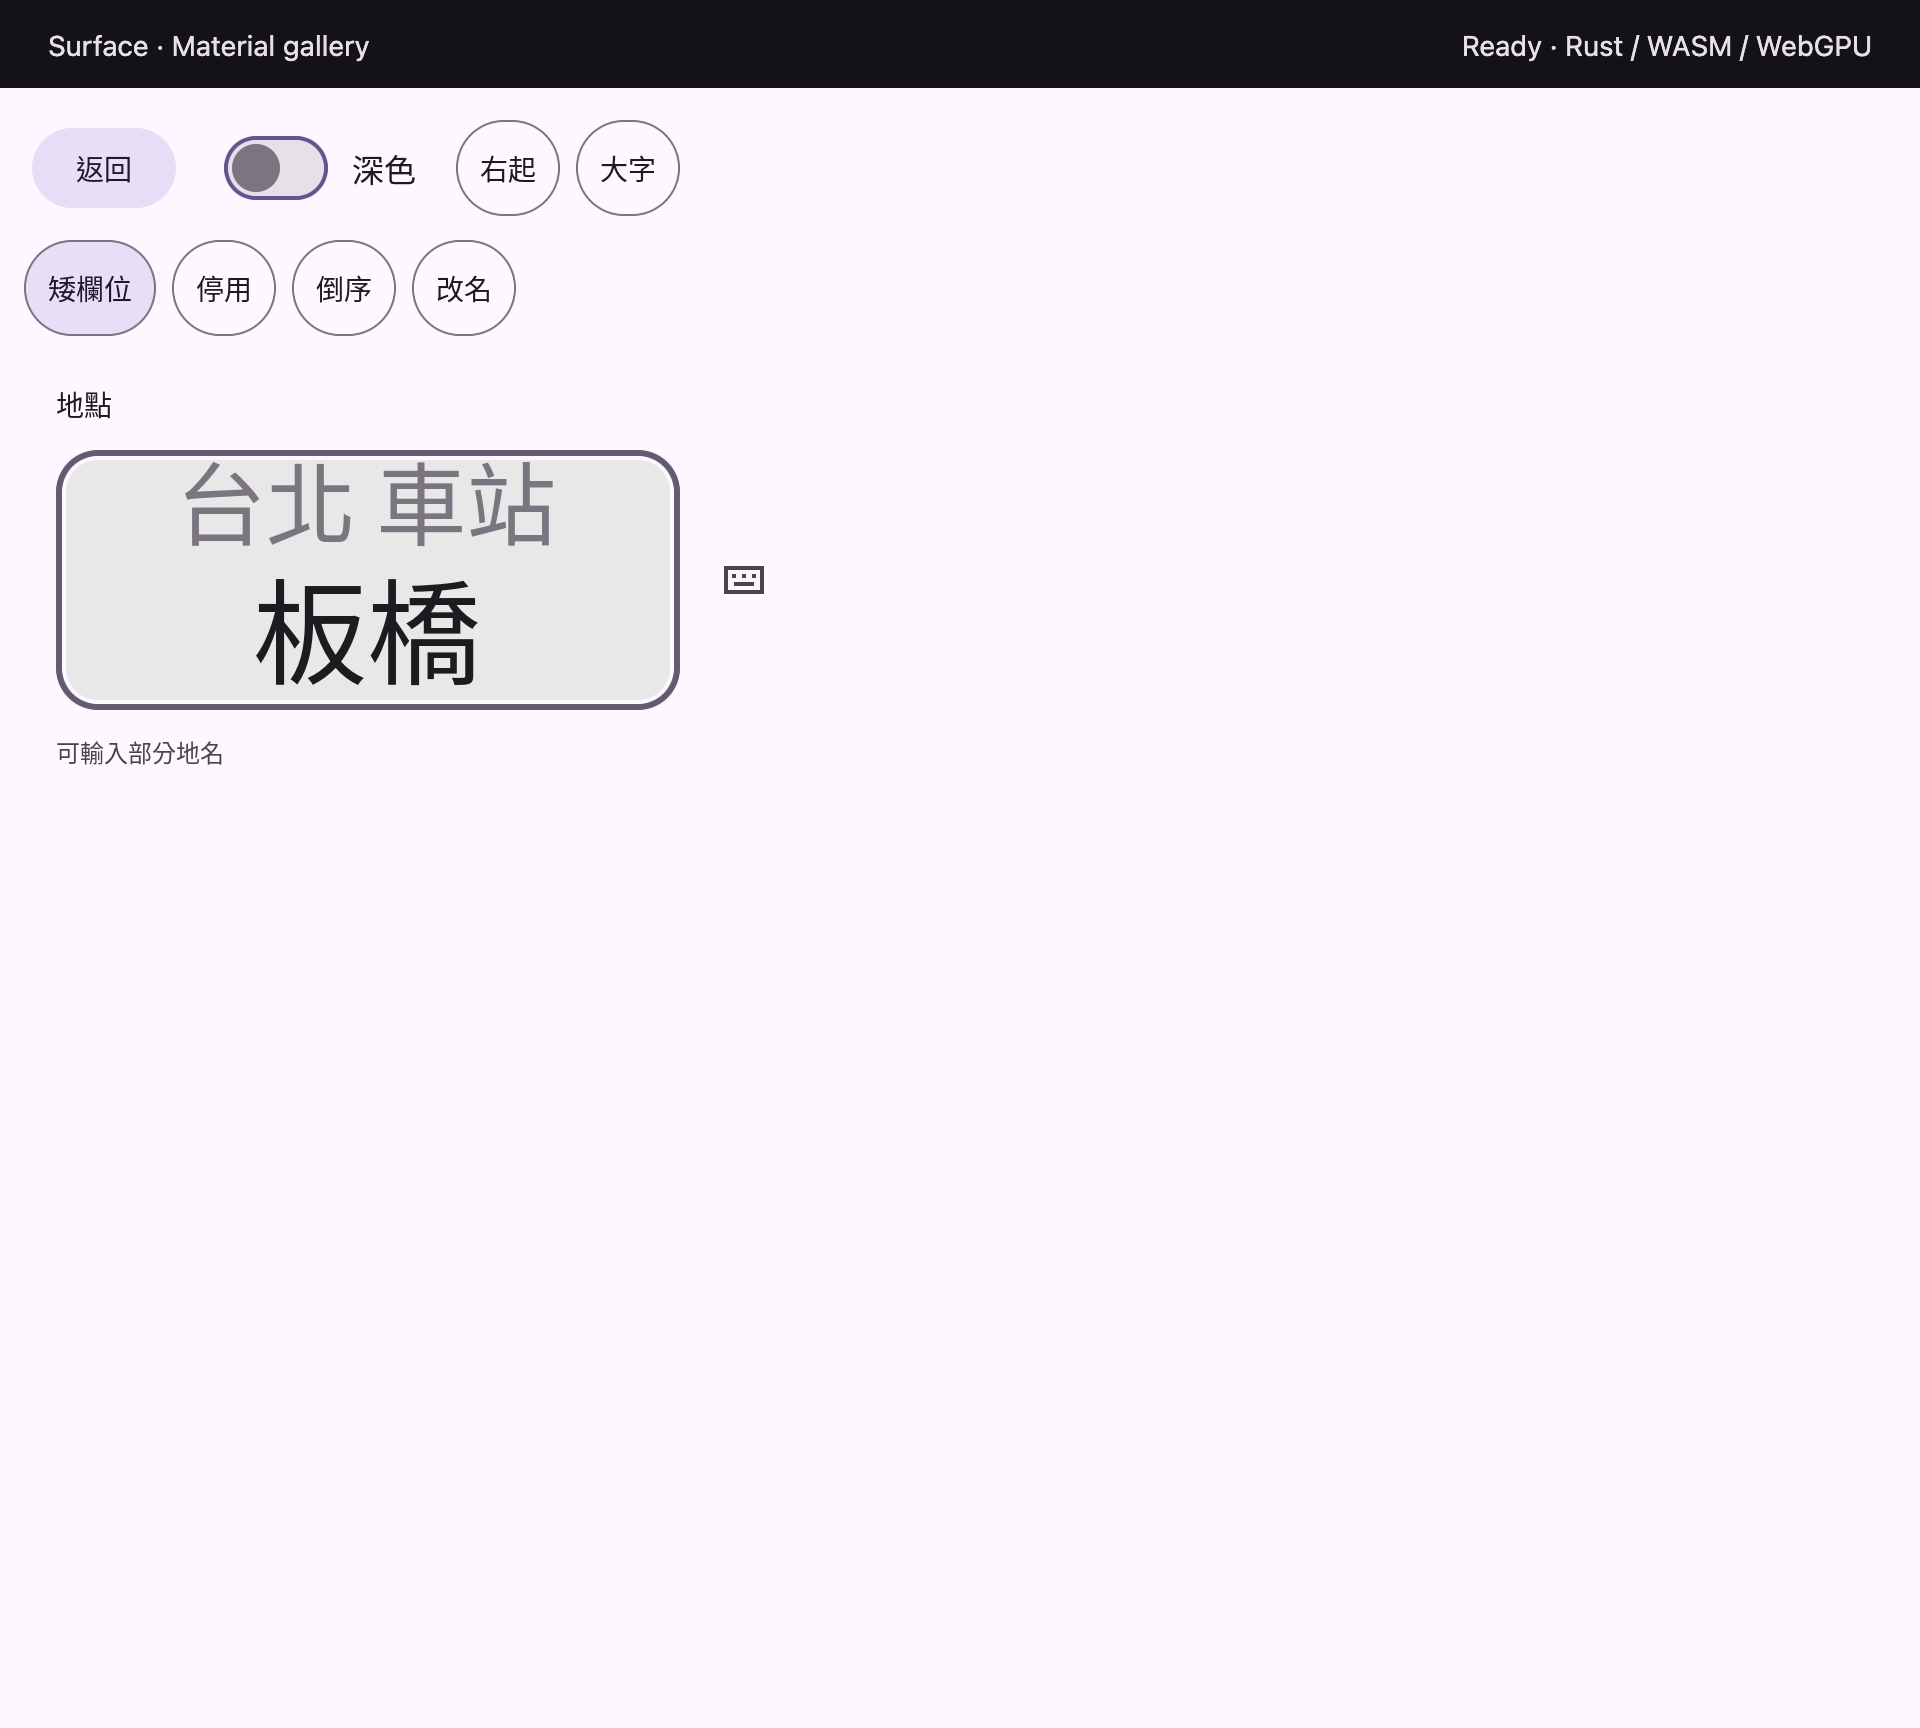 Surface · Material gallery
Ready · Rust / WASM / WebGPU
返回
深色
右起
大字
矮欄位
停用
倒序
改名
地點
台北 車站
板橋
可輸入部分地名